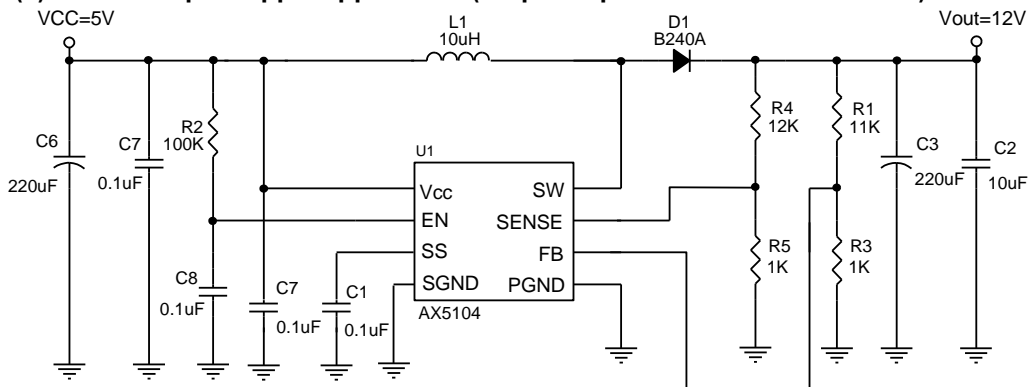 VCC=5V
L1
10uH
D1
B240A
Vout=12V
R2
100K
R4
12K
R1
11K
C6
220uF
C7
0.1uF
C3
220uF
C2
10uF
U1
Vcc
EN
SS
SGND
SW
SENSE
FB
PGND
AX5104
C8
0.1uF
C7
0.1uF
C1
0.1uF
R5
1K
R3
1K